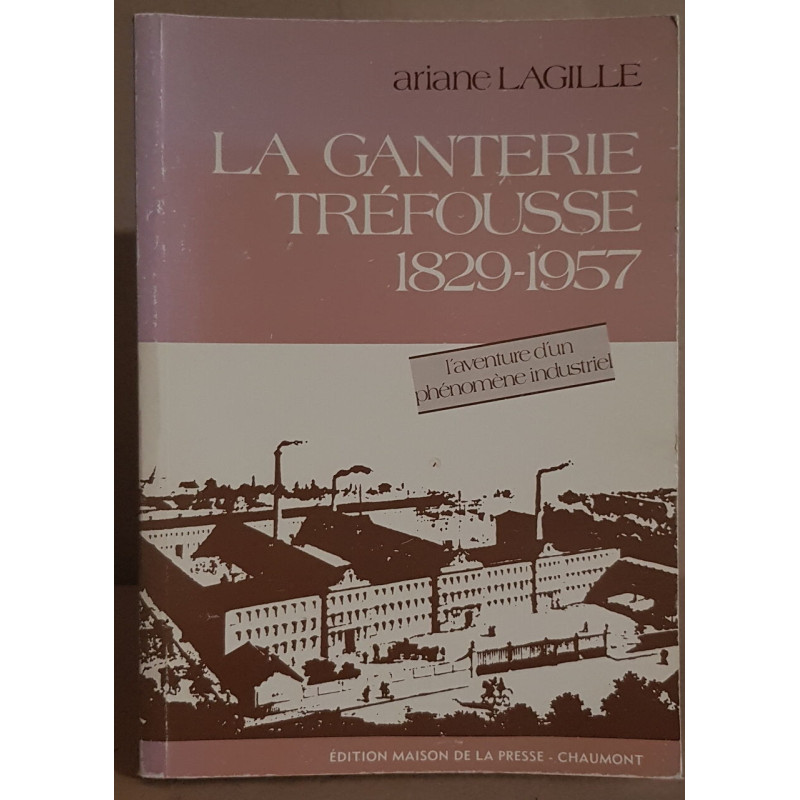 ariane LAGILLE
LA GANTERIE
TRÉFOUSSE
1829-1957
l'aventure d'un
phénomène industriel
ÉDITION MAISON DE LA PRESSE - CHAUMONT